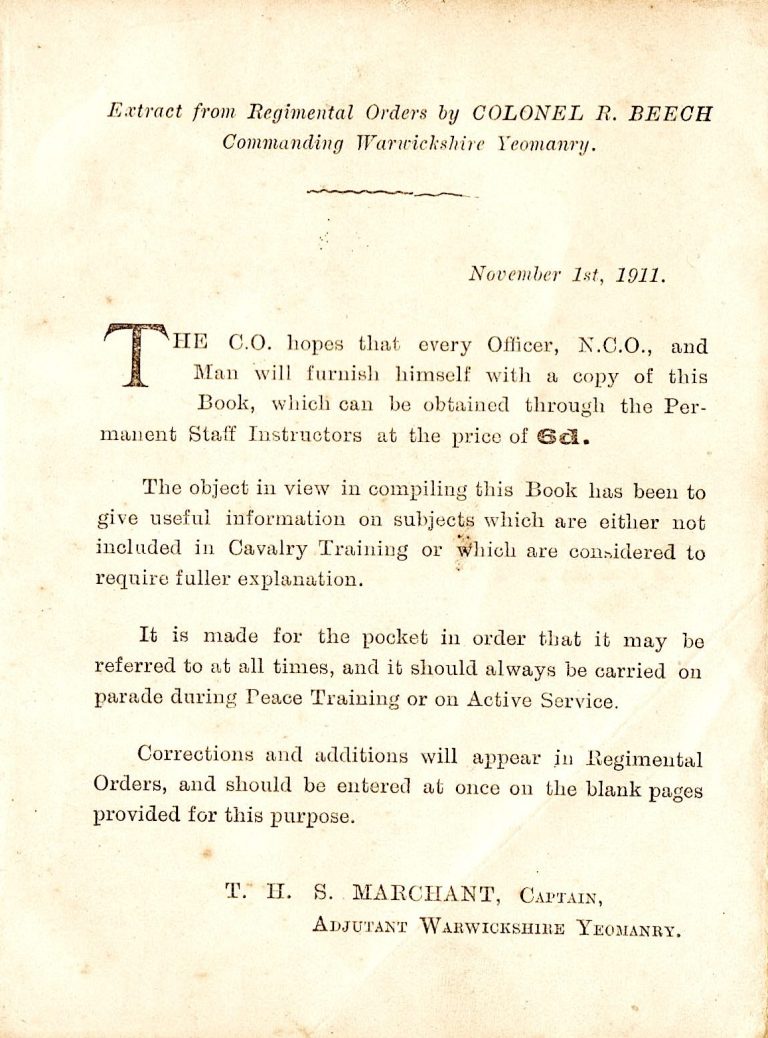 Extract from Regimental Orders by COLONEL R. BEECH
Commanding Warwickshire Yeomanry.
November 1st, 1911.
THE C.O. hopes that every Officer, N.C.O., and
Man will furnish himself with a copy of this
Book, which can be obtained through the Per-
manent Staff Instructors at the price of 6d.
The object in view in compiling this Book has been to
give useful information on subjects which are either not
included in Cavalry Training or which are considered to
require fuller explanation.
It is made for the pocket in order that it may be
referred to at all times, and it should always be carried on
parade during Peace Training or on Active Service.
Corrections and additions will appear in Regimental
Orders, and should be entered at once on the blank pages
provided for this purpose.
T. H. S. MARCHANT, CAPTAIN,
ADJUTANT WARWICKSHIRE YEOMANRY.